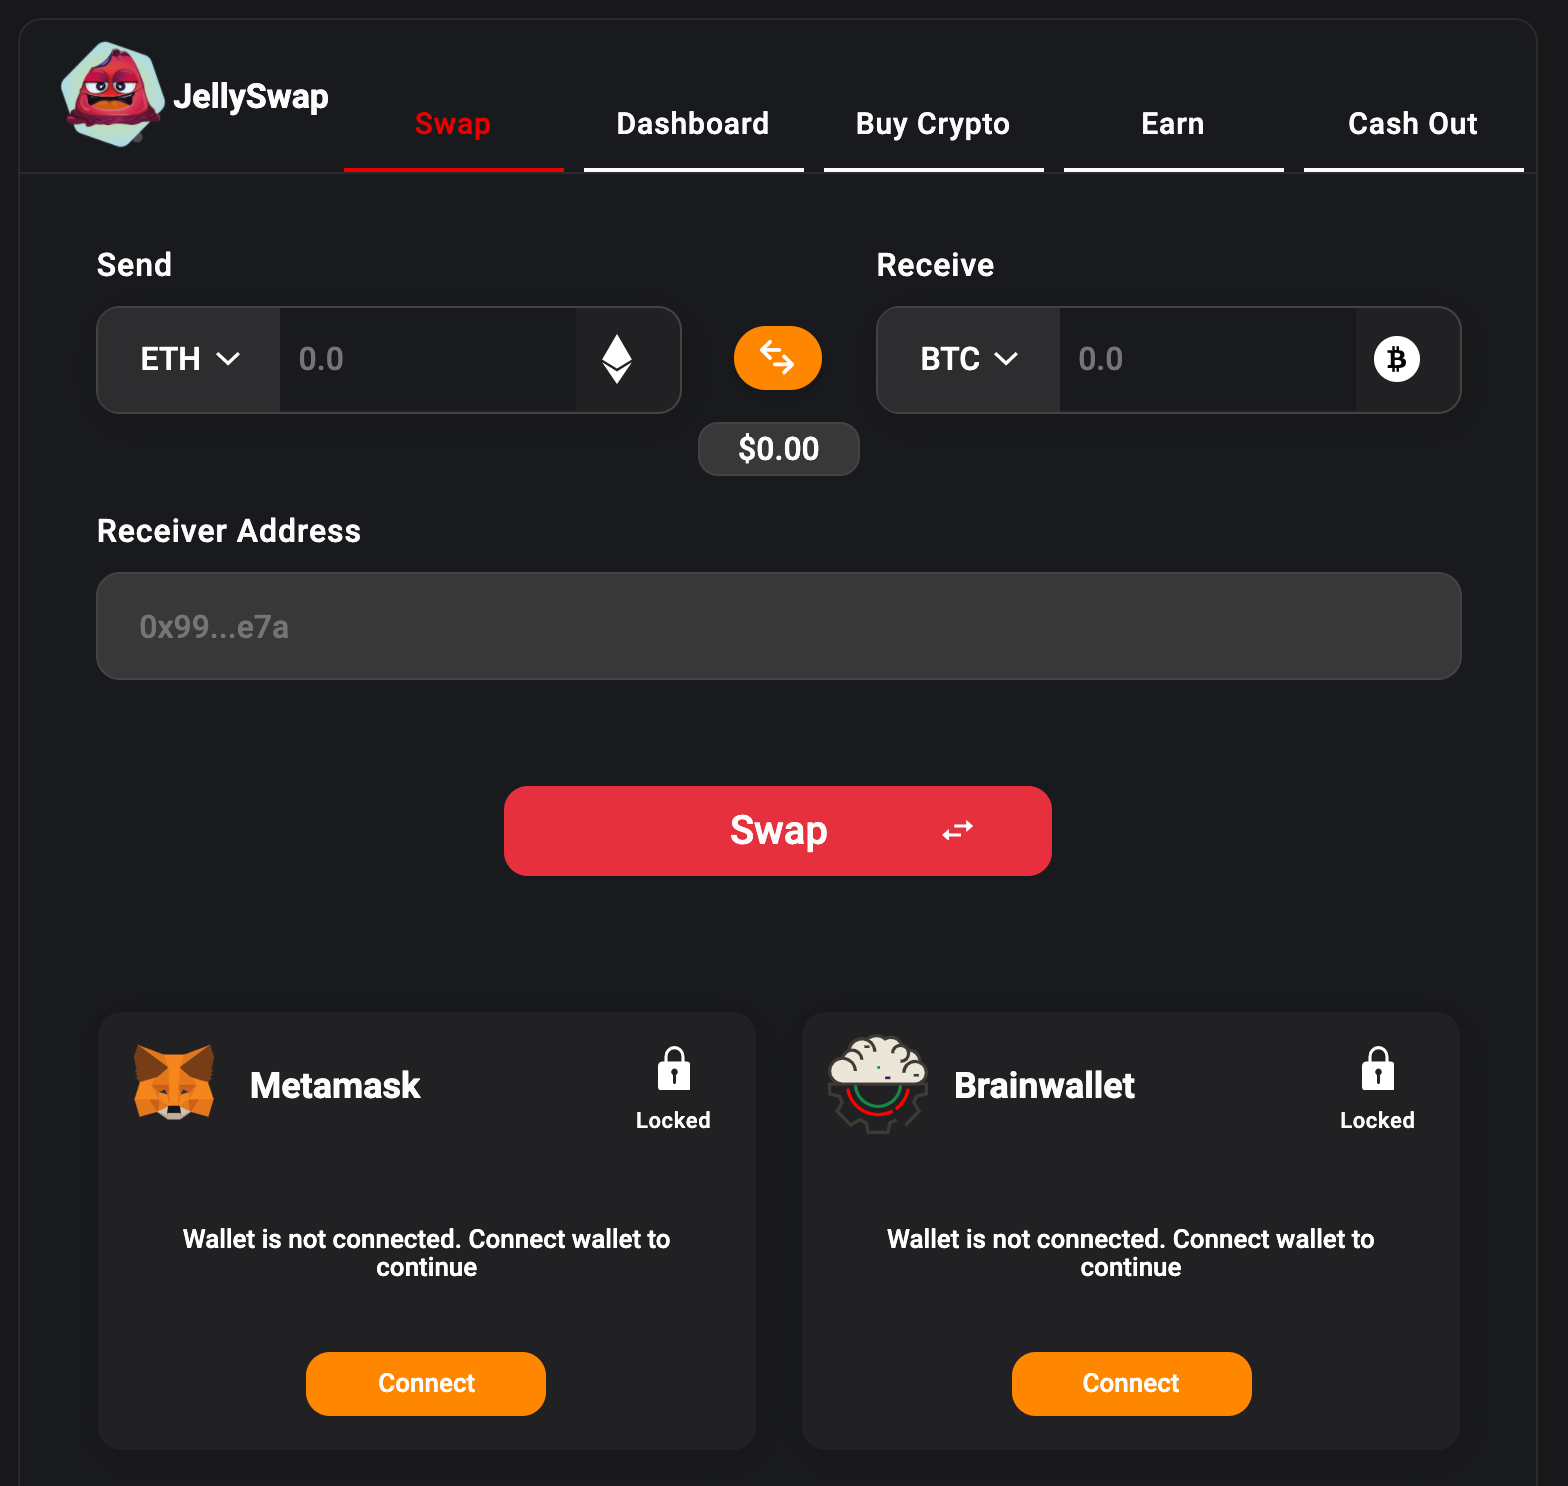 JellySwap
Swap
Dashboard
Buy Crypto
Earn
Cash Out
Send
Receive
ETH
0.0
BTC
0.0
$0.00
Receiver Address
0x99...e7a
Swap
Metamask
Locked
Wallet is not connected. Connect wallet to
continue
Connect
Brainwallet
Locked
Wallet is not connected. Connect wallet to
continue
Connect